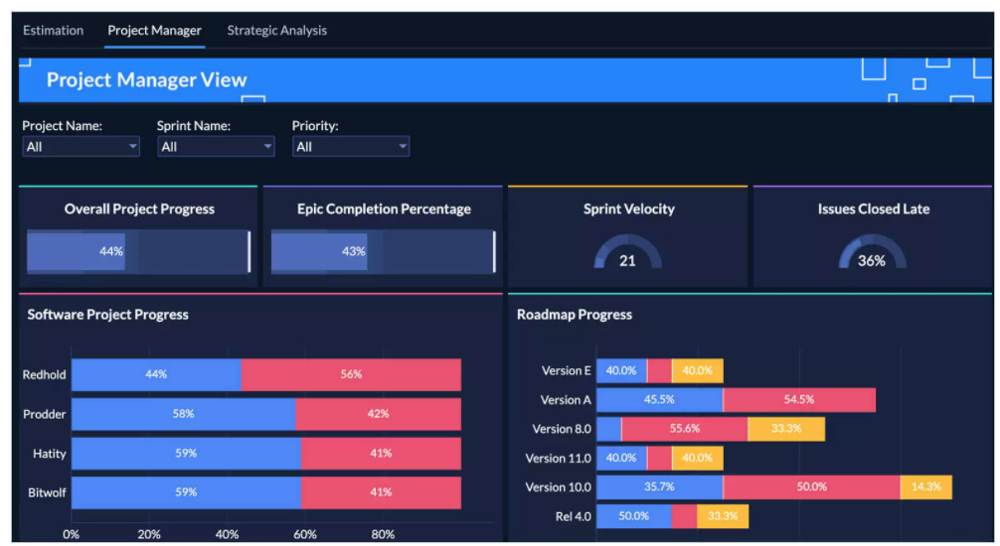 Estimation Project Manager Strategic Analysis
Project Manager View
Project Name: Sprint Name: Priority:
All All All
Overall Project Progress Epic Completion Percentage Sprint Velocity Issues Closed Late
44% 43% 21 36%
Software Project Progress
Redhold 44% 56%
Prodder 58% 42%
Hatity 59% 41%
Bitwolf 59% 41%
0% 20% 40% 60% 80%
Roadmap Progress
Version E 40.0% 40.0%
Version A 45.5% 54.5%
Version 8.0 55.6% 33.3%
Version 11.0 40.0% 40.0%
Version 10.0 35.7% 50.0% 14.3%
Rel 4.0 50.0% 33.3%